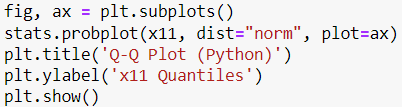 fig, ax = plt.subplots()
stats.probplot(x11, dist="norm", plot=ax)
plt.title('Q-Q Plot (Python)')
plt.ylabel('x11 Quantiles')
plt.show()